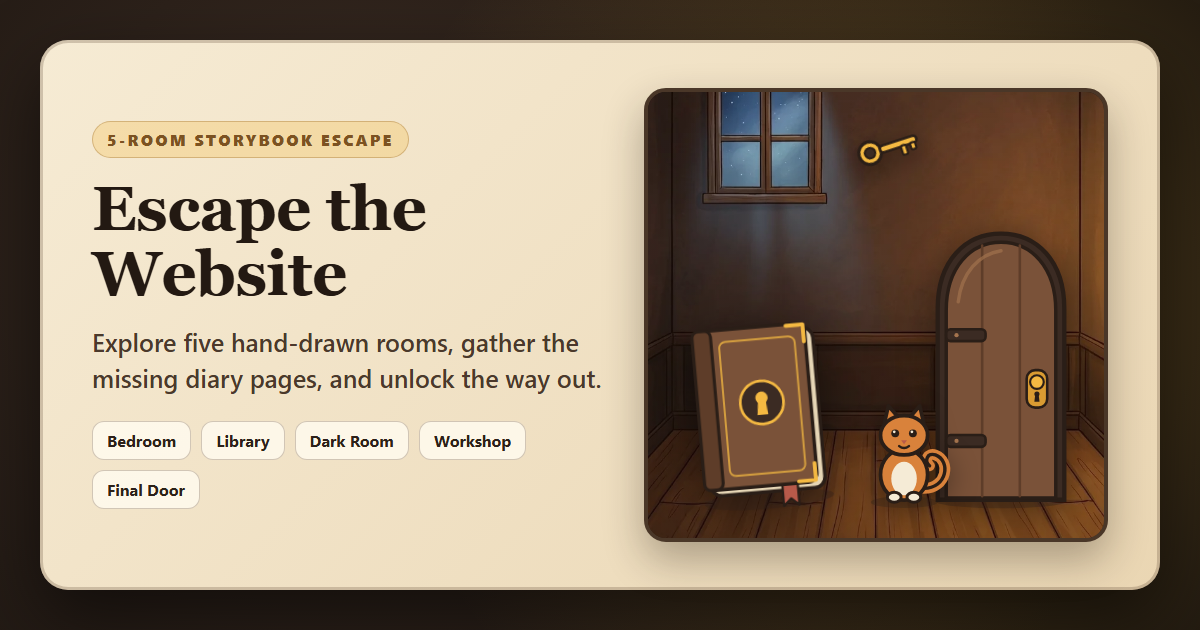 5-ROOM STORYBOOK ESCAPE
Escape the
Website
Explore five hand-drawn rooms, gather the
missing diary pages, and unlock the way out.
Bedroom Library Dark Room Workshop
Final Door